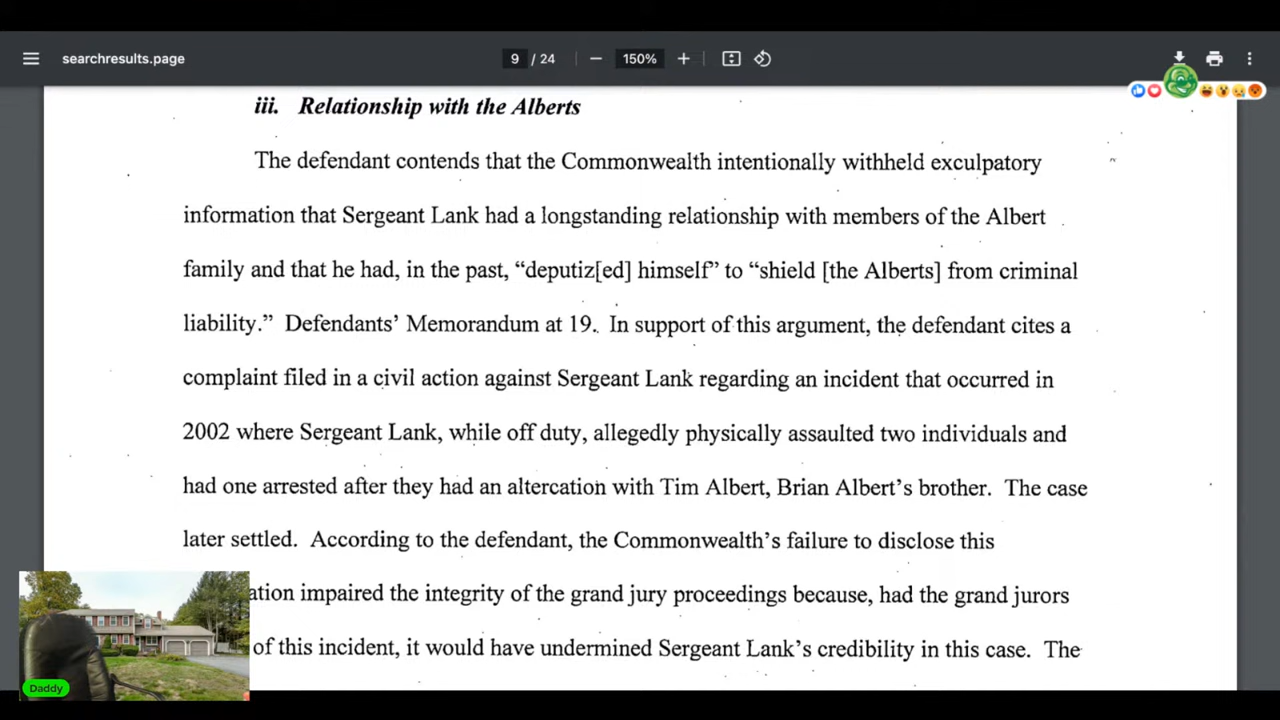 searchresults.page
9 / 24
150%
iii. Relationship with the Alberts
The defendant contends that the Commonwealth intentionally withheld exculpatory
information that Sergeant Lank had a longstanding relationship with members of the Albert
family and that he had, in the past, “deputiz[ed] himself” to “shield [the Alberts] from criminal
liability.” Defendants’ Memorandum at 19. In support of this argument, the defendant cites a
complaint filed in a civil action against Sergeant Lank regarding an incident that occurred in
2002 where Sergeant Lank, while off duty, allegedly physically assaulted two individuals and
had one arrested after they had an altercation with Tim Albert, Brian Albert’s brother. The case
later settled. According to the defendant, the Commonwealth’s failure to disclose this
ation impaired the integrity of the grand jury proceedings because, had the grand jurors
of this incident, it would have undermined Sergeant Lank’s credibility in this case. The
Daddy